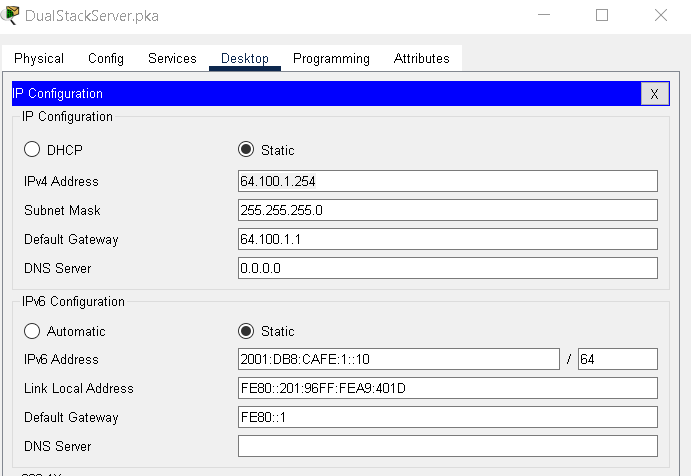 DualStackServer.pka
Physical Config Services Desktop Programming Attributes
IP Configuration X
IP Configuration
DHCP Static
IPv4 Address 64.100.1.254
Subnet Mask 255.255.255.0
Default Gateway 64.100.1.1
DNS Server 0.0.0.0
IPv6 Configuration
Automatic Static
IPv6 Address 2001:DB8:CAFE:1::10 / 64
Link Local Address FE80::201:96FF:FEA9:401D
Default Gateway FE80::1
DNS Server